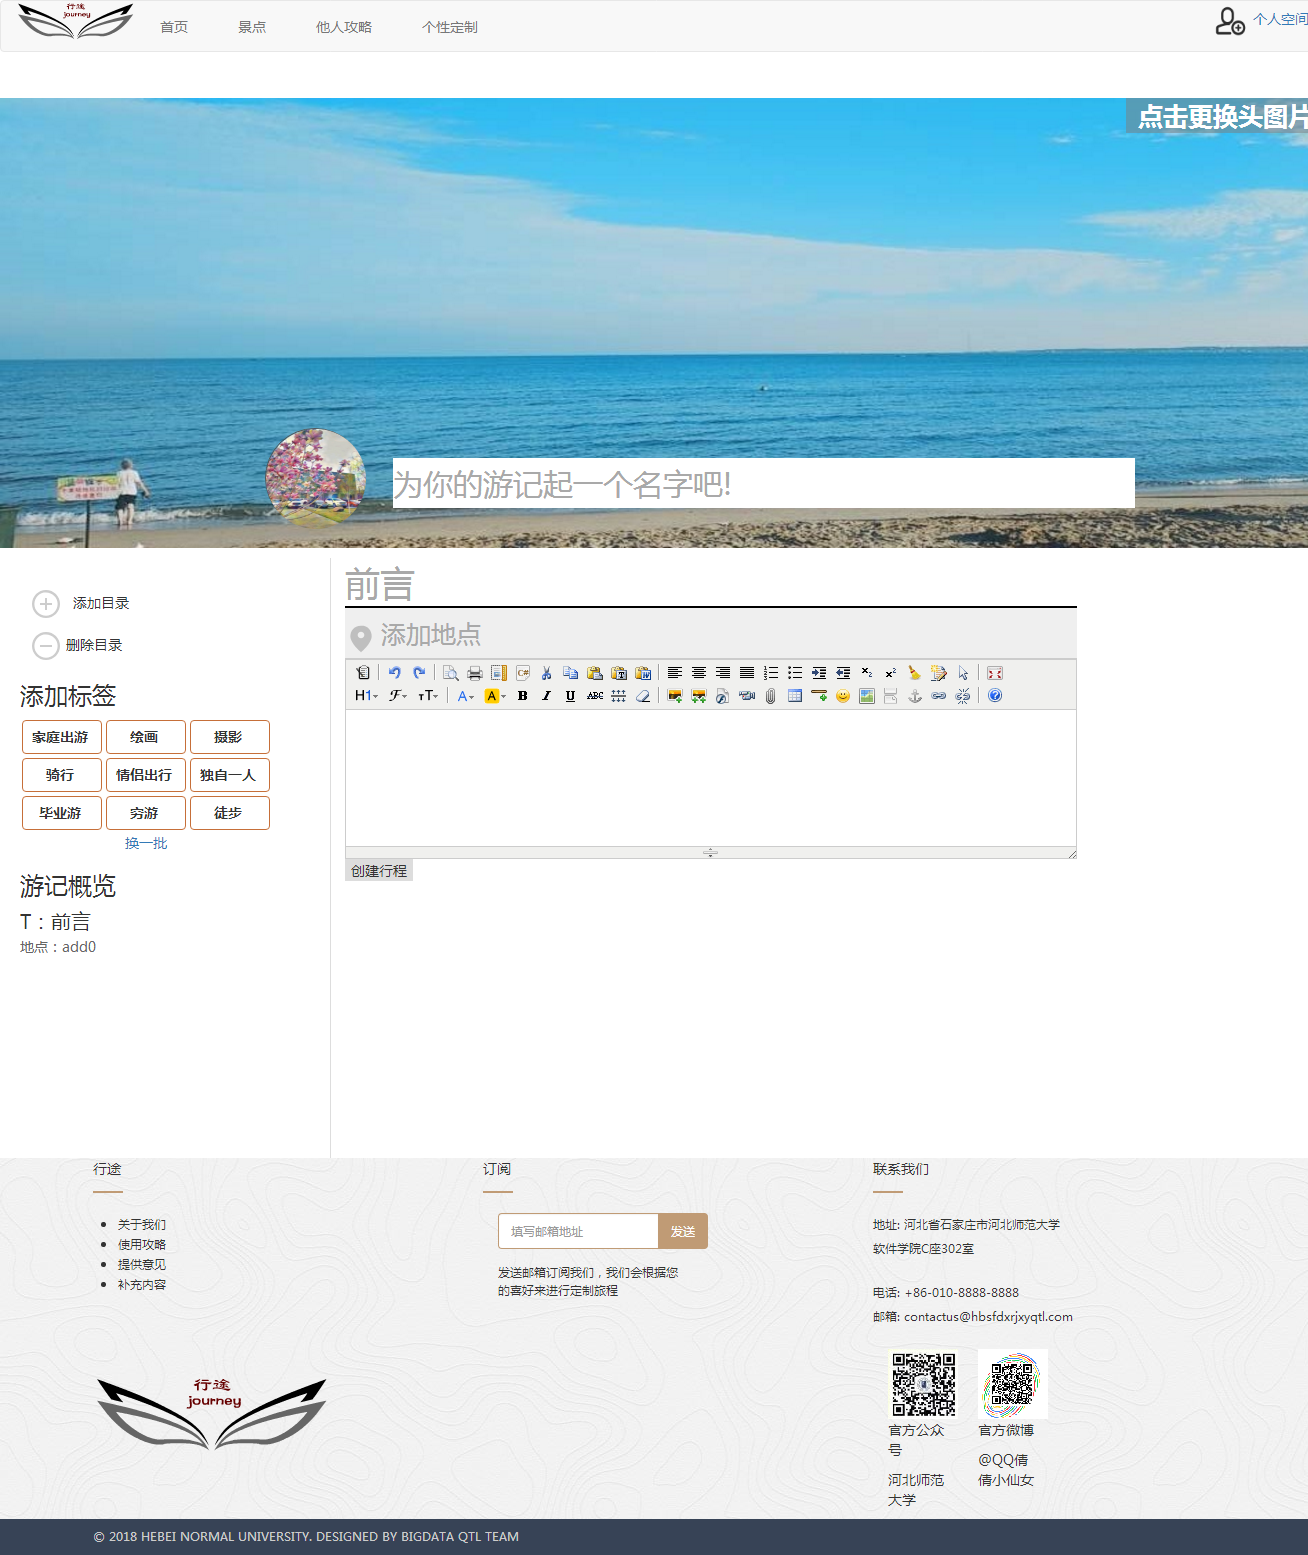 行途
journey
首页
景点
他人攻略
个性定制
个人空间
点击更换头图片
为你的游记起一个名字吧!
添加目录
删除目录
添加标签
家庭出游 绘画 摄影
骑行 情侣出行 独自一人
毕业游 穷游 徒步
换一批
游记概览
T：前言
地点：add0
前言
添加地点
H1 F тT A A B I U ABC
创建行程
行途
关于我们
使用攻略
提供意见
补充内容
行途
journey
订阅
填写邮箱地址 发送
发送邮箱订阅我们，我们会根据您
的喜好来进行定制旅程
联系我们
地址: 河北省石家庄市河北师范大学
软件学院C座302室
电话: +86-010-8888-8888
邮箱: contactus@hbsfdxrjxyqtl.com
官方公众
号
河北师范
大学
官方微博
@QQ倩
倩小仙女
© 2018 HEBEI NORMAL UNIVERSITY. DESIGNED BY BIGDATA QTL TEAM